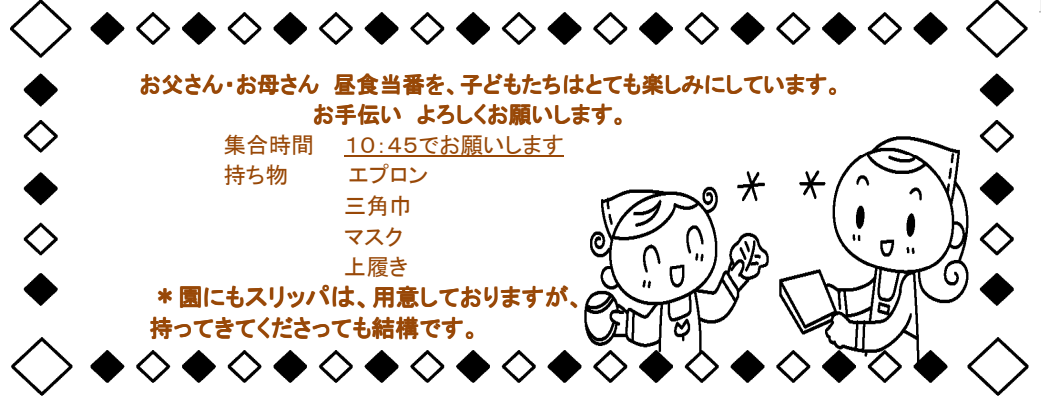 お父さん・お母さん　昼食当番を、子どもたちはとても楽しみにしています。
お手伝い　よろしくお願いします。
集合時間　１０：４５でお願いします
持ち物　エプロン
三角巾
マスク
上履き
＊園にもスリッパは、用意しておりますが、
持ってきてくださっても結構です。